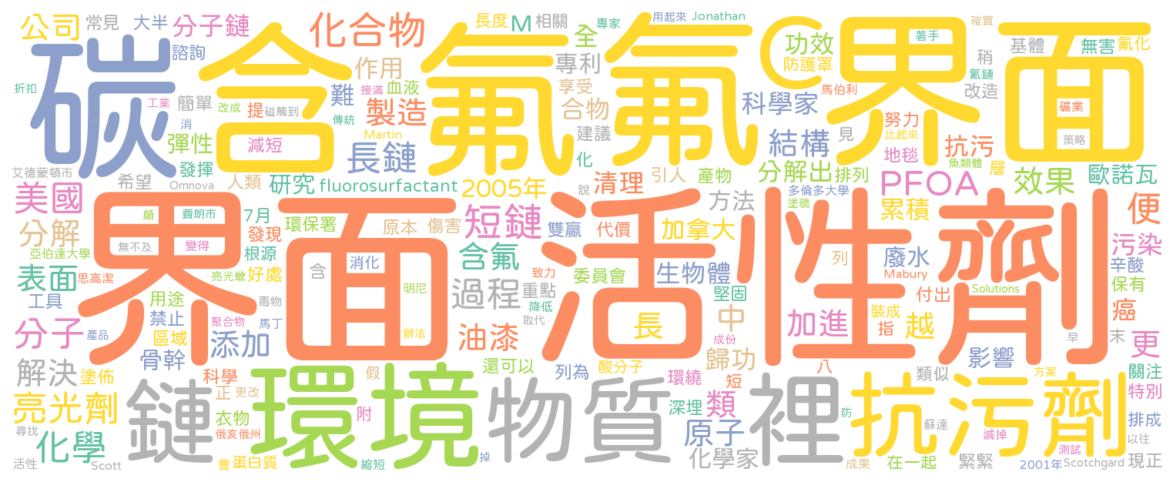 公司 常見 大半 分子鏈 化合物 長度 M 相關 用起來 Jonathan 功效 著手 專家 確實
碳 含氟 氟 C 界面
諮詢 作用 專利 全 防護罩 基體 無害 氟化
折扣 工業 接滿 血液 享受 科學家 馬伯利 稍 氟鏈
簡單 改成 提 磁觸到 難 製造 合物 努力 改造 礦業
彈性 減短 消 傳統 Martin 建議 結構 見 比起來 抗污 策略
艾德蒙頓市 發揮 長鏈 化 分解出 排列 地毯 層 魚類體
美國 希望 Omnova 人類 研究 fluorosurfactant 2005年 清理 引人 產物 多倫多大學 PFOA 效果 歐諾瓦
分解 頗 費朗市 7月 環保署 原本 傷害 短鏈 雙贏 說 代價 方法 塗鴉 累積 便
亞伯達大學 無不及 變得 發現 含氟 加拿大 列 廢水 污染
界面活性劑
表面 思高潔 亮光蠟 根源 好處 含 消化 過程 委員會 生物體 Mabury 辛酸
工具 用途 毒物 明尼 重點 致力 降低 堅固 付出 Solutions 保有
分子 禁止 區域 聚合物 馬丁 油漆 取代 長 中 加進 裝成 指 越 癌
產品 骨幹 添加 辦法 成份 歸功 早 末 更
解決 塗佈 科學 還可以 酸分子 短 八 影響 類似 方案 關注
鏈 環境 物質 裡 抗污劑
正 更改 假 列為 環繞 特別
亮光劑 衣物 附 深埋 類 防 蘇達 排成
尋找 化學 俄亥俄州 原子 滅掉 以往
活性 Scott 豐 蛋白質 縮短 掉 化學家 成果 在一起 緊緊 2001年 測試 Scotchgard 現正